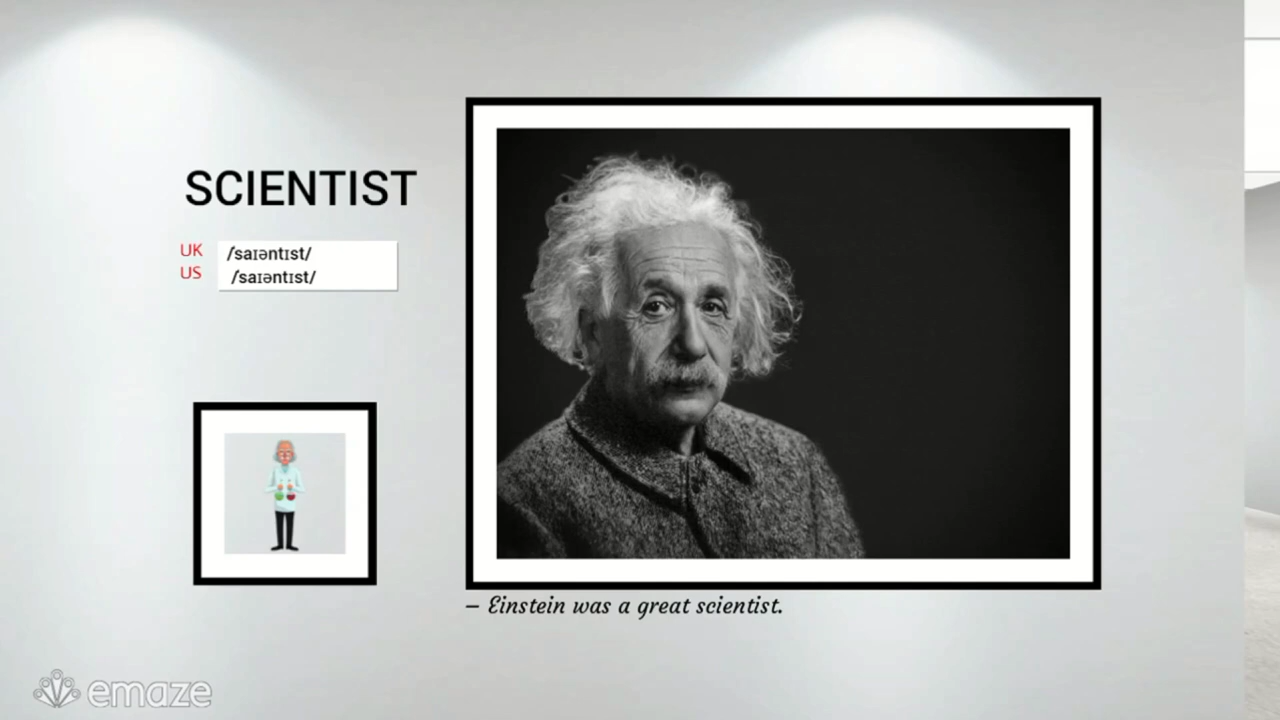 SCIENTIST
UK /saɪəntɪst/
US /saɪəntɪst/
– Einstein was a great scientist.
emaze